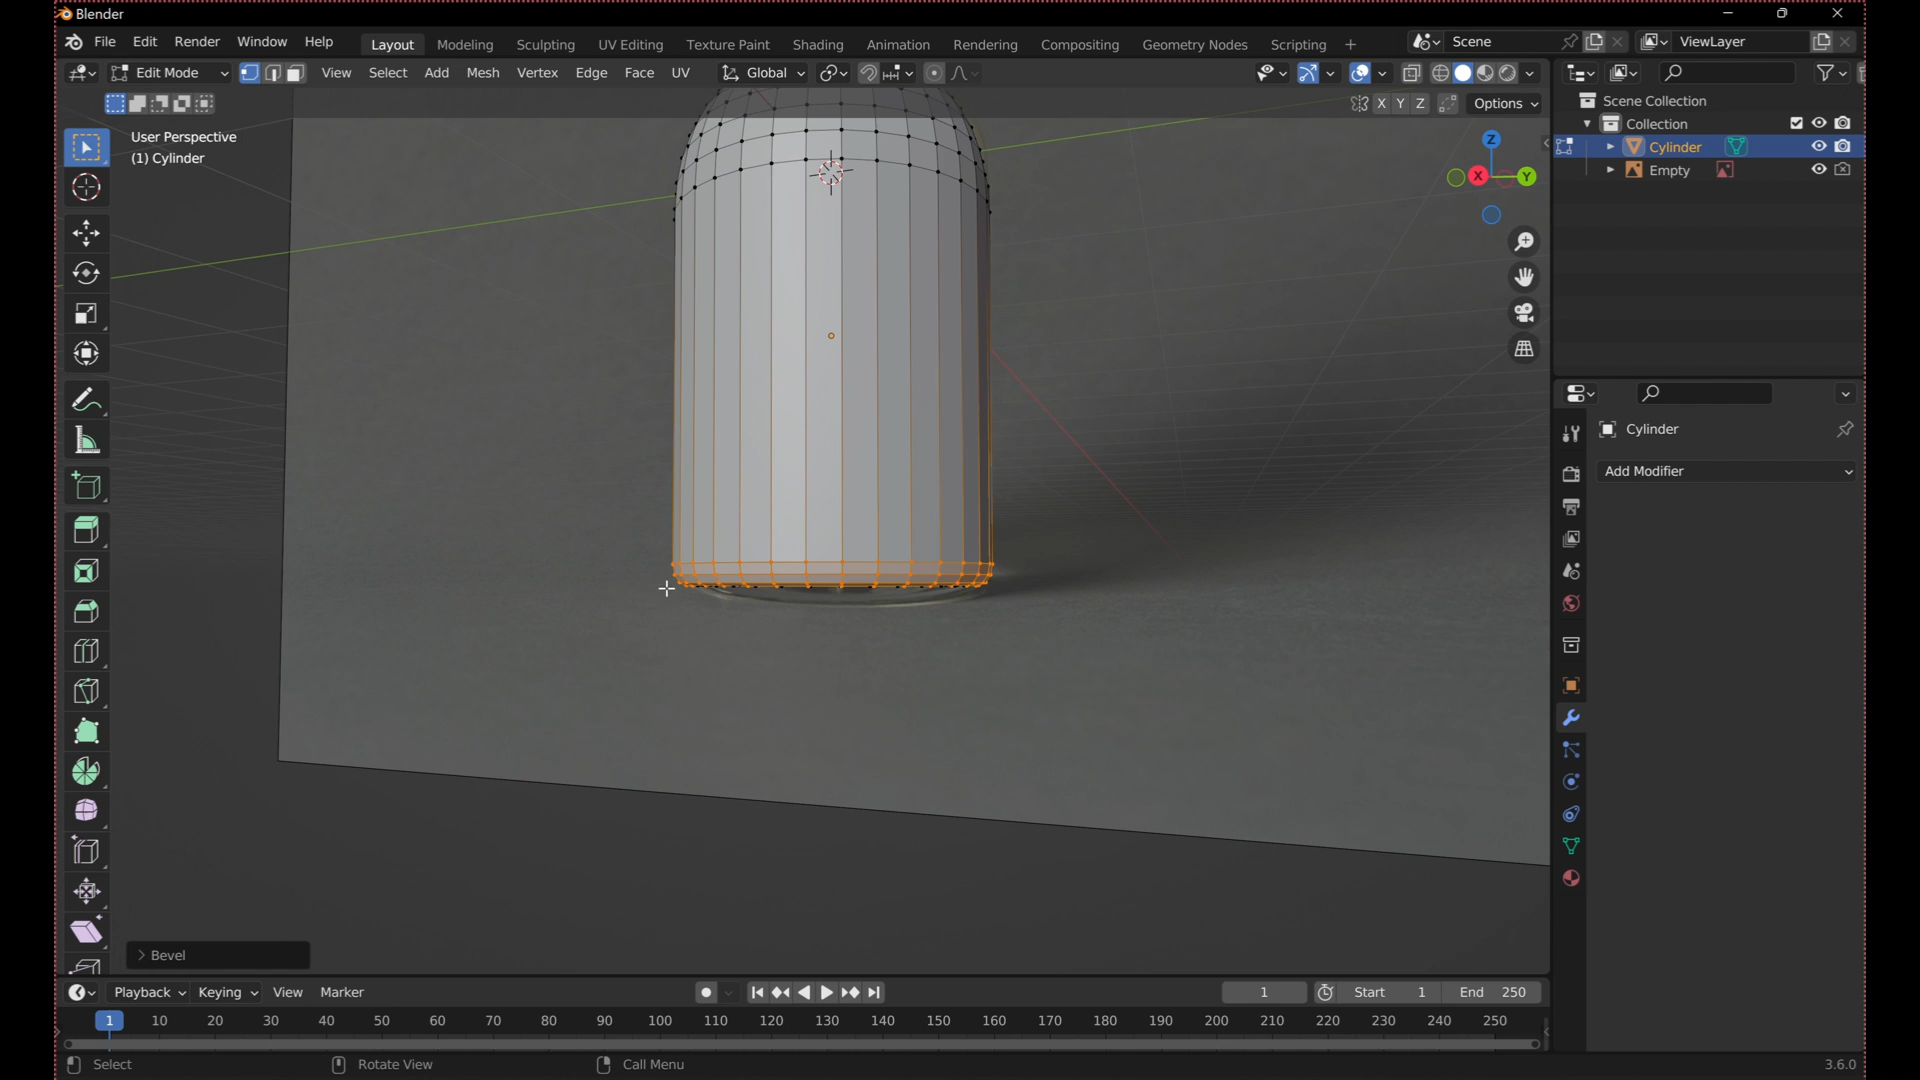 Blender
File Edit Render Window Help Layout Modeling Sculpting UV Editing Texture Paint Shading Animation Rendering Compositing Geometry Nodes Scripting + Scene ViewLayer
Edit Mode View Select Add Mesh Vertex Edge Face UV Global
X Y Z Options
User Perspective
(1) Cylinder
Z
X
Y
Scene Collection
Collection
Cylinder
Empty
Cylinder
Add Modifier
Bevel
Playback Keying View Marker 1 Start 1 End 250
1 10 20 30 40 50 60 70 80 90 100 110 120 130 140 150 160 170 180 190 200 210 220 230 240 250
Select Rotate View Call Menu 3.6.0